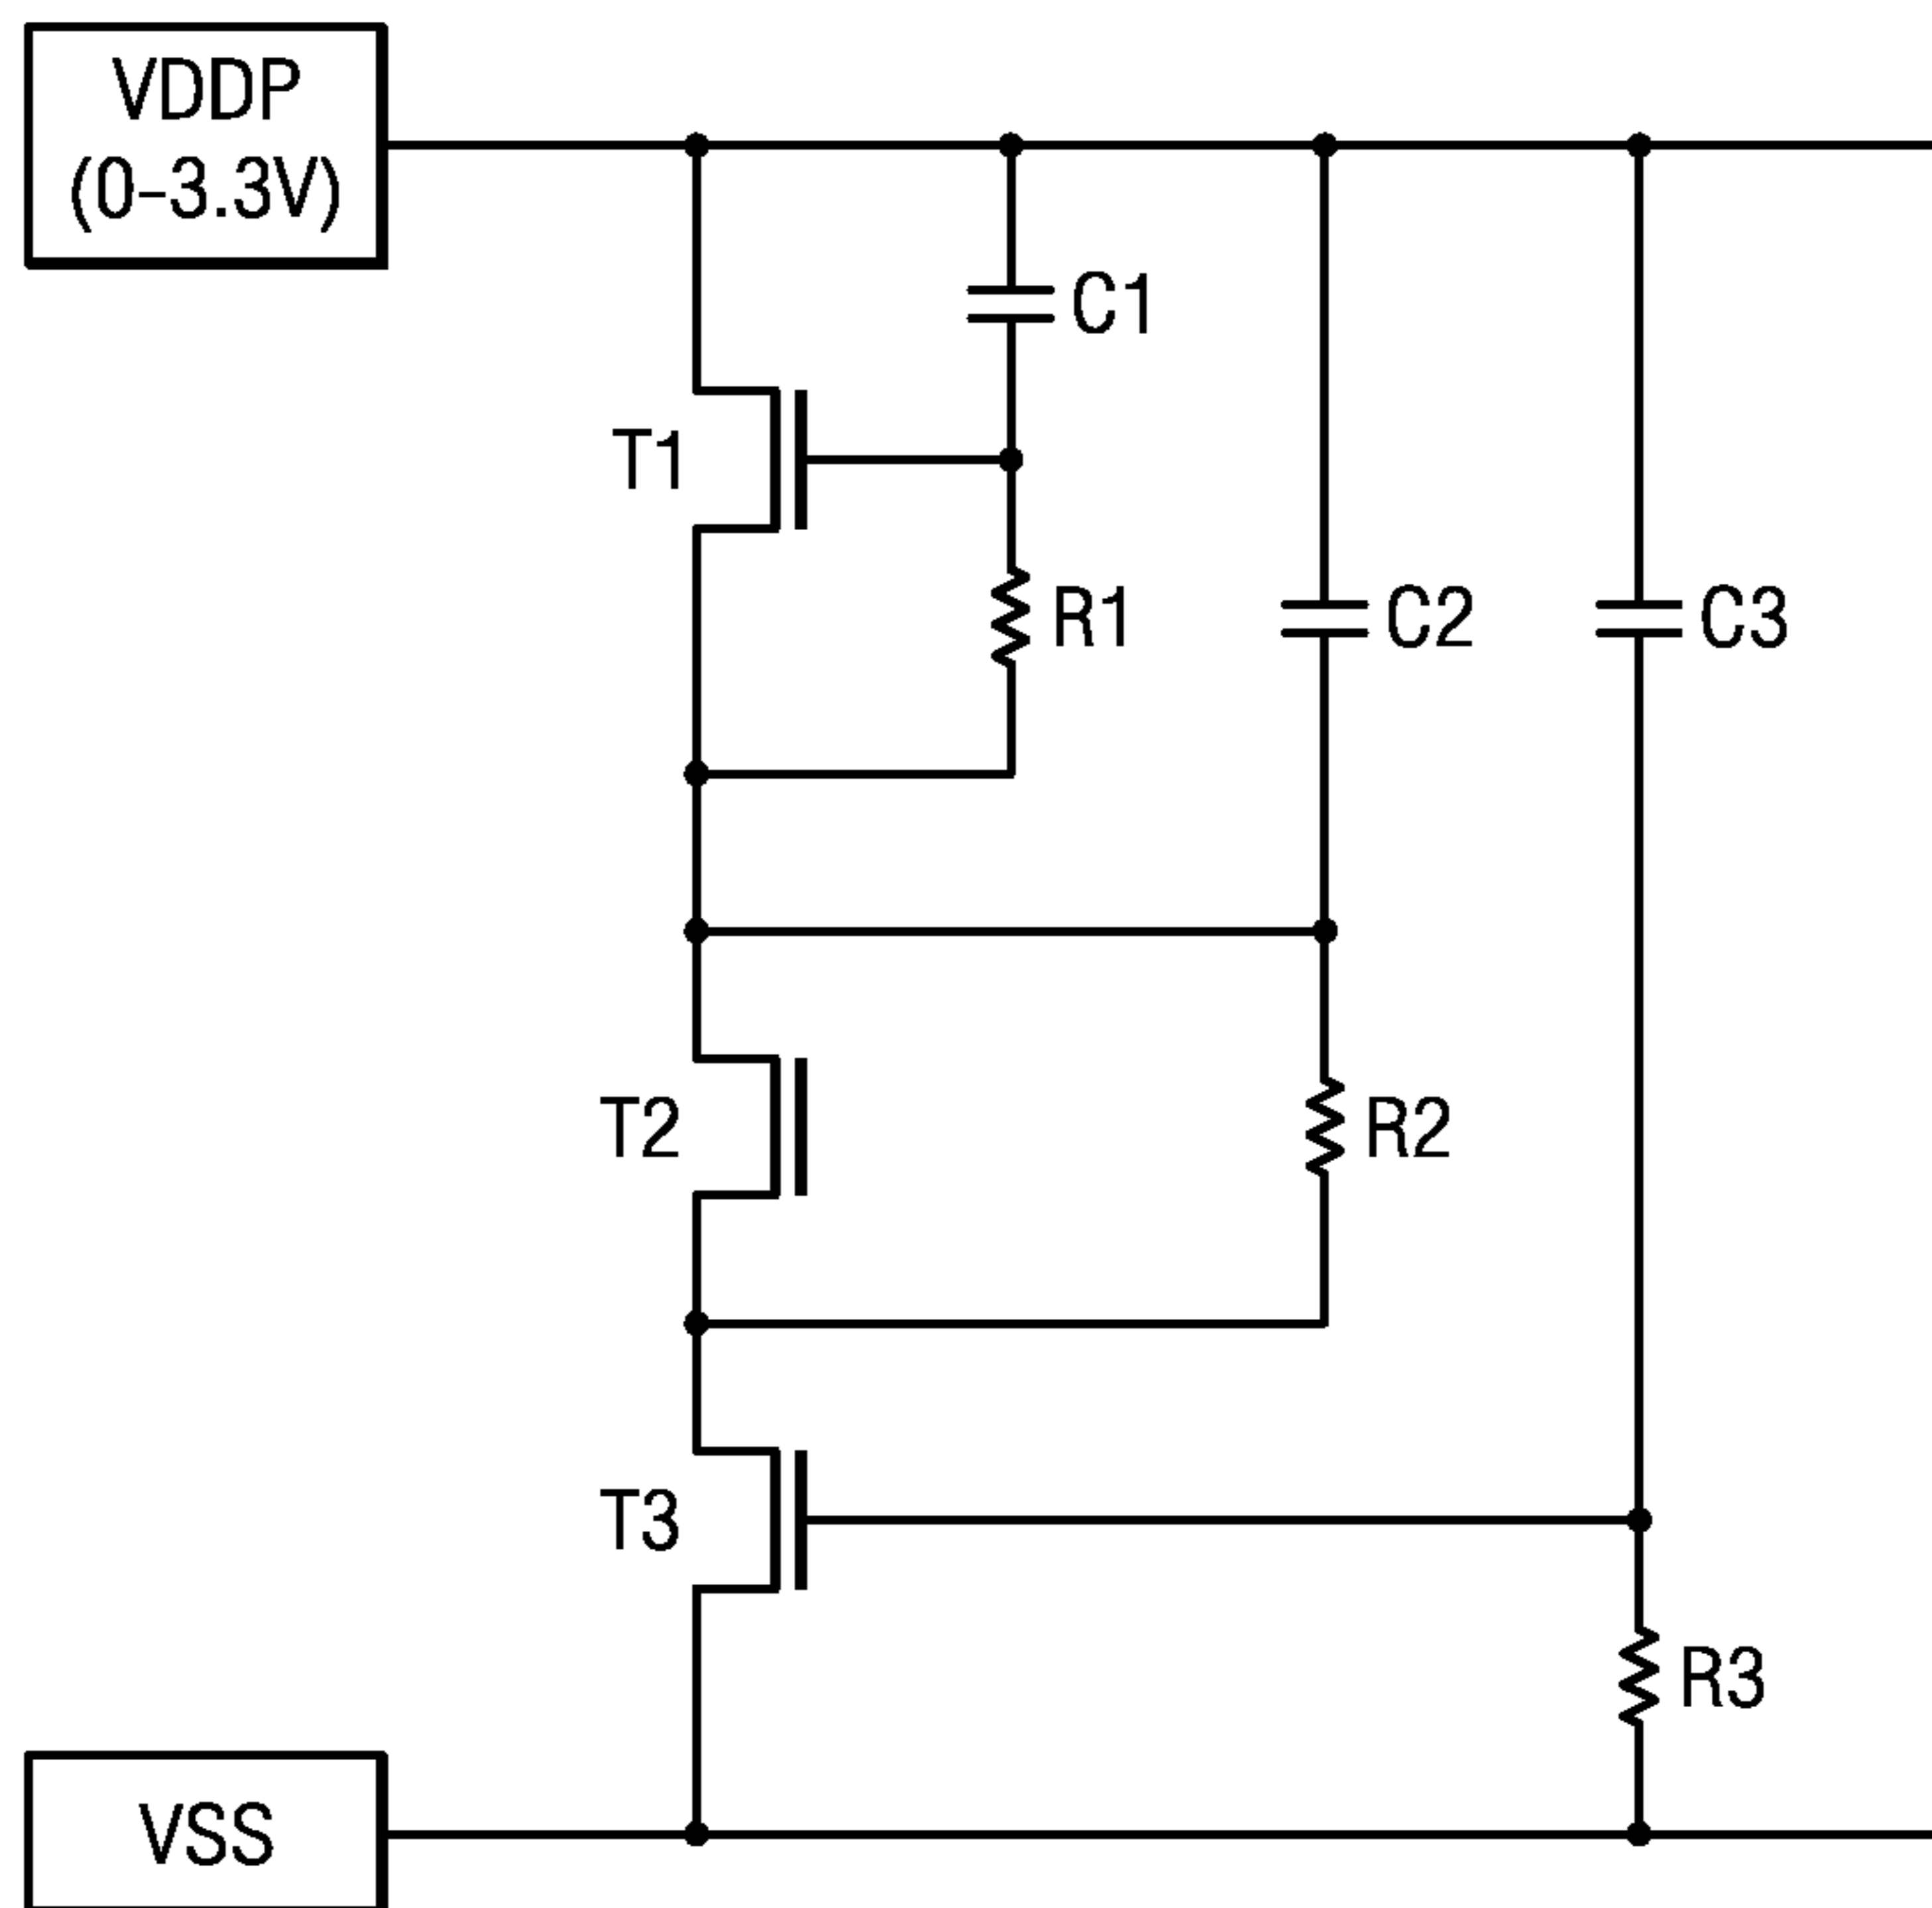 VDDP
(0–3.3V)
C1
T1
R1
C2
C3
T2
R2
T3
R3
VSS